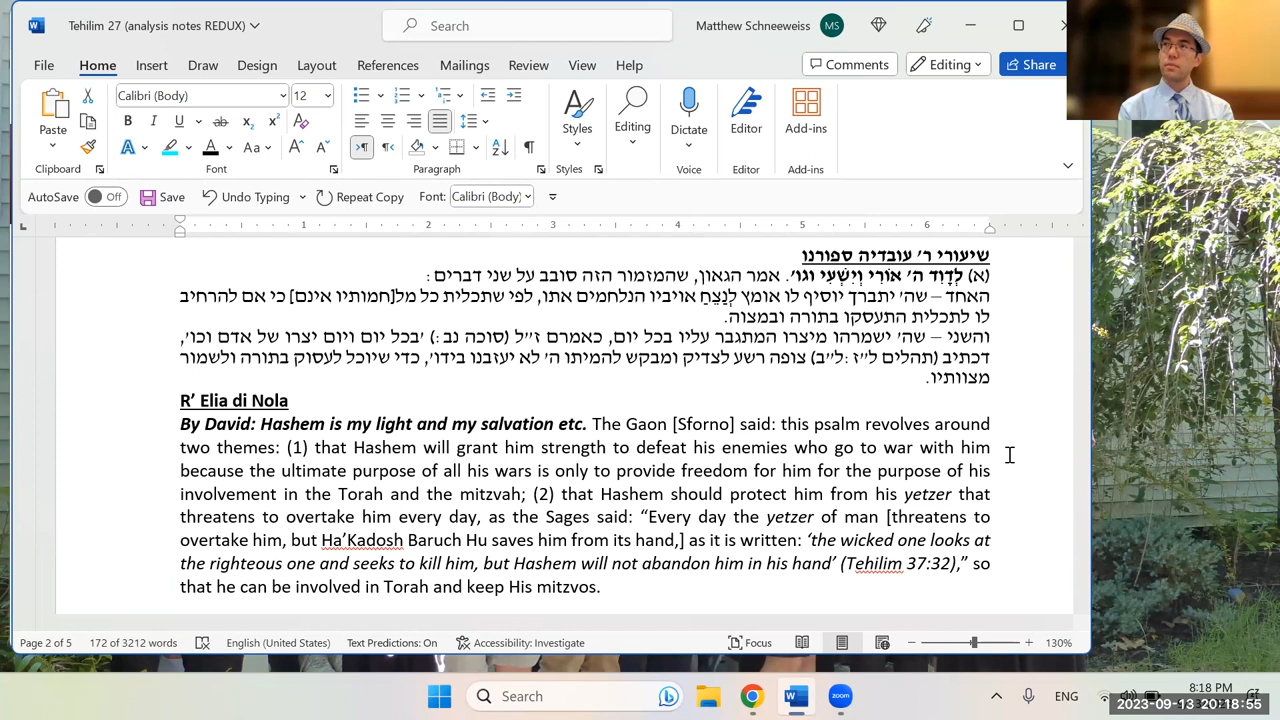 Tehilim 27 (analysis notes REDUX)
Search
Matthew Schneeweiss
MS
File Home Insert Draw Design Layout References Mailings Review View Help
Comments Editing Share
Paste
Calibri (Body) 12
Styles Editing Dictate Editor Add-ins
Clipboard Font Paragraph Styles Voice Editor Add-ins
AutoSave Off Save Undo Typing Repeat Copy Font: Calibri (Body)
1 2 3 4 5 6
שיעורי ר׳ עובדיה ספורנו
(א) לְדָוִד ה׳ אוֹרִי וְיִשְׁעִי וגו׳. אמר הגאון, שהמזמור הזה סובב על שני דברים:
האחד – שה׳ יתברך יוסיף לו אומץ לְנַצֵּחַ אויביו הנלחמים אתו, לפי שתכלית כל מל[חמותיו אינם] כי אם להרחיב
לו לתכלית התעסקו בתורה ובמצוה.
והשני – שה׳ ישמרהו מיצרו המתגבר עליו בכל יום, כאמרם ז״ל (סוכה נב:) ׳בכל יום ויום יצרו של אדם וכו׳,
דכתיב (תהלים ל״ז:ל״ב) צופה רשע לצדיק ומבקש להמיתו ה׳ לא יעזבנו בידו׳, כדי שיוכל לעסוק בתורה ולשמור
מצוותיו.
R’ Elia di Nola
By David: Hashem is my light and my salvation etc. The Gaon [Sforno] said: this psalm revolves around
two themes: (1) that Hashem will grant him strength to defeat his enemies who go to war with him
because the ultimate purpose of all his wars is only to provide freedom for him for the purpose of his
involvement in the Torah and the mitzvah; (2) that Hashem should protect him from his yetzer that
threatens to overtake him every day, as the Sages said: “Every day the yetzer of man [threatens to
overtake him, but Ha’Kadosh Baruch Hu saves him from its hand,] as it is written: ‘the wicked one looks at
the righteous one and seeks to kill him, but Hashem will not abandon him in his hand’ (Tehilim 37:32),” so
that he can be involved in Torah and keep His mitzvos.
Page 2 of 5 172 of 3212 words English (United States) Text Predictions: On Accessibility: Investigate Focus 130%
Search
ENG
8:18 PM
2023-09-13 20:18:55